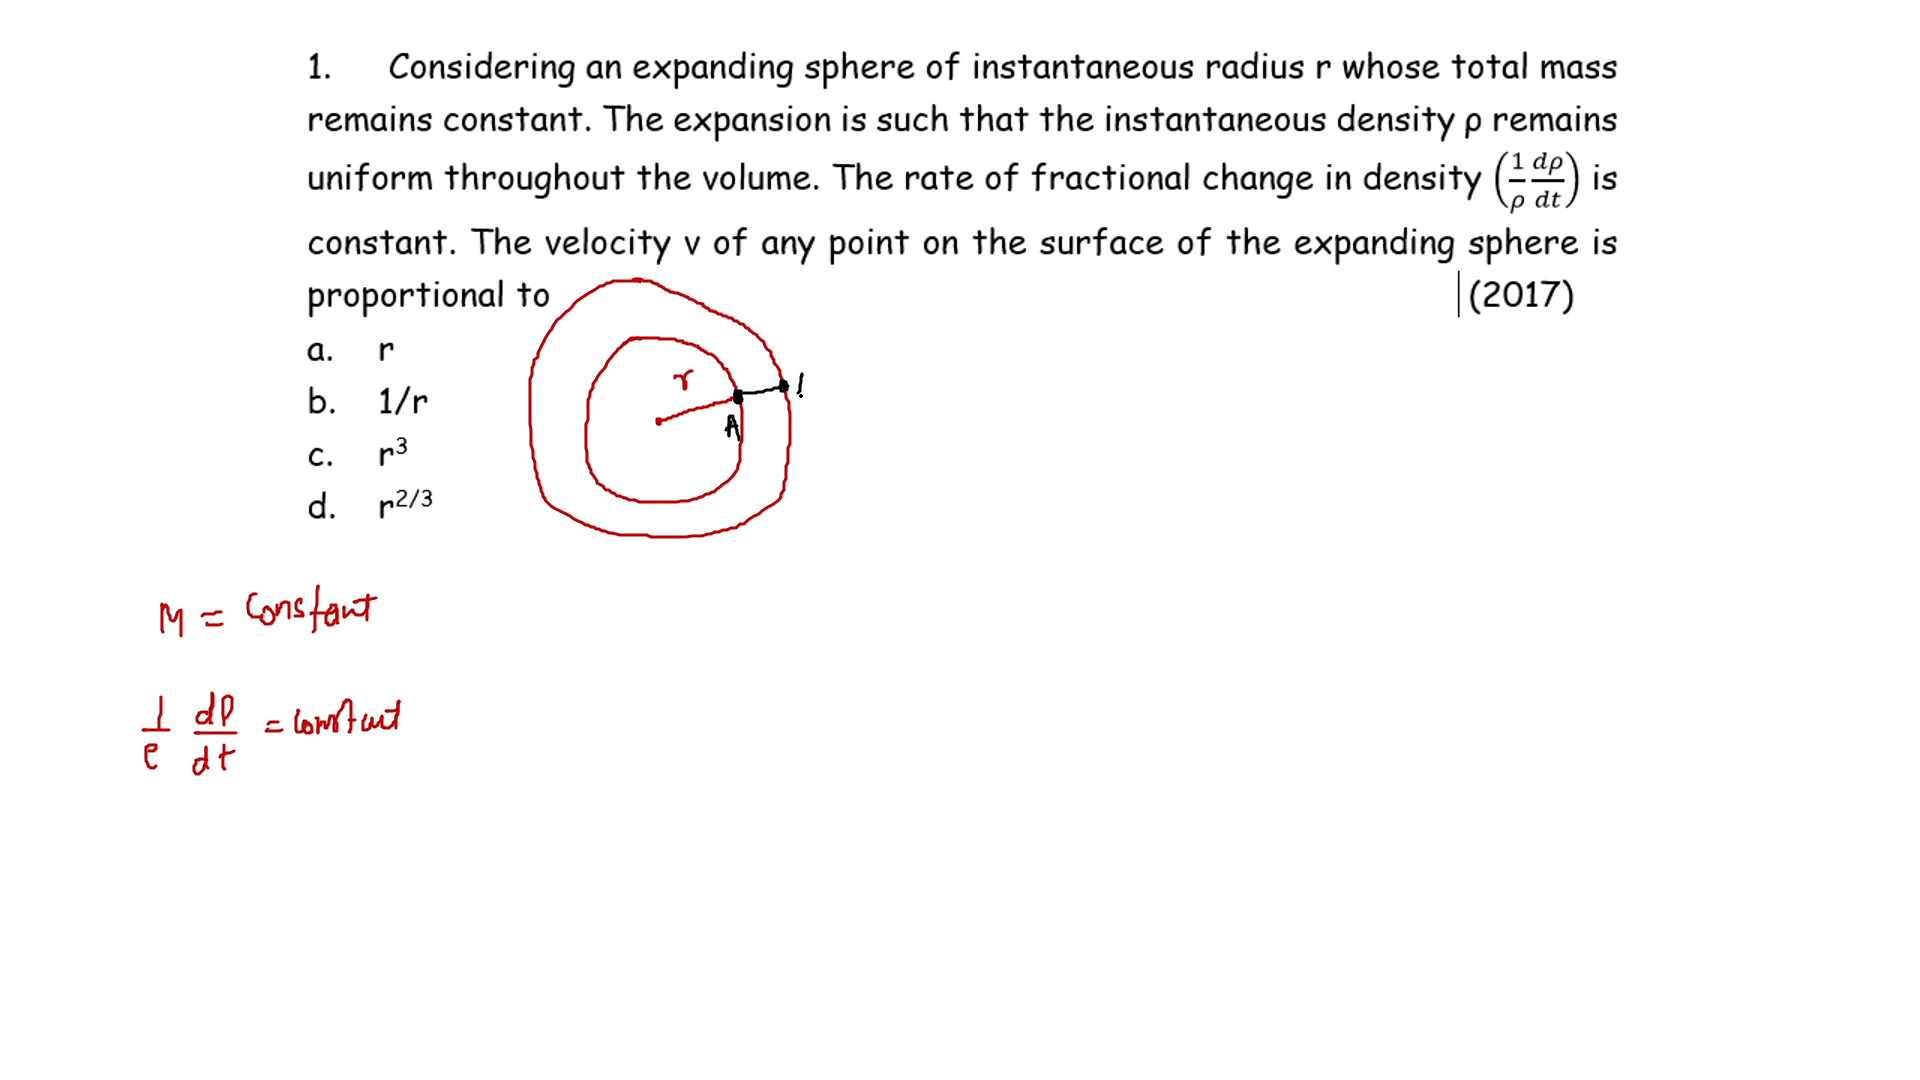 1. Considering an expanding sphere of instantaneous radius r whose total mass
remains constant. The expansion is such that the instantaneous density ρ remains
uniform throughout the volume. The rate of fractional change in density (1/ρ dρ/dt) is
constant. The velocity v of any point on the surface of the expanding sphere is
proportional to |(2017)
a. r
b. 1/r
c. r³
d. r^{2/3}
r
A
M = Constant
1/ρ dρ/dt = constant